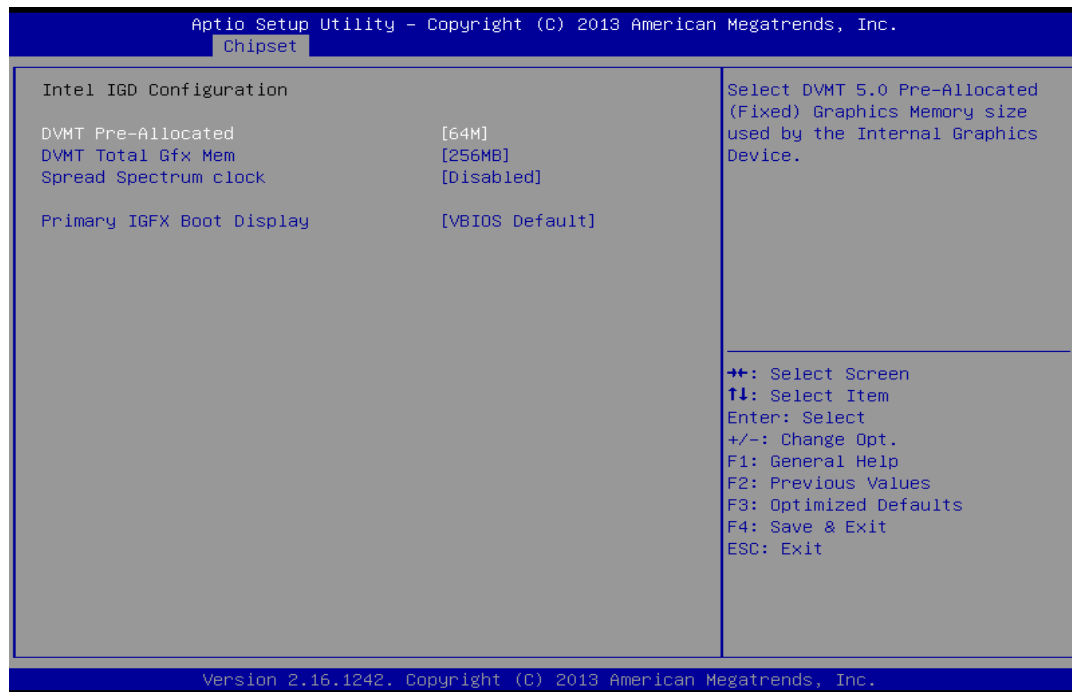 Aptio Setup Utility – Copyright (C) 2013 American Megatrends, Inc.
Chipset
Intel IGD Configuration
DVMT Pre-Allocated [64M]
DVMT Total Gfx Mem [256MB]
Spread Spectrum clock [Disabled]
Primary IGFX Boot Display [VBIOS Default]
Select DVMT 5.0 Pre-Allocated
(Fixed) Graphics Memory size
used by the Internal Graphics
Device.
→←: Select Screen
↑↓: Select Item
Enter: Select
+/-: Change Opt.
F1: General Help
F2: Previous Values
F3: Optimized Defaults
F4: Save & Exit
ESC: Exit
Version 2.16.1242. Copyright (C) 2013 American Megatrends, Inc.